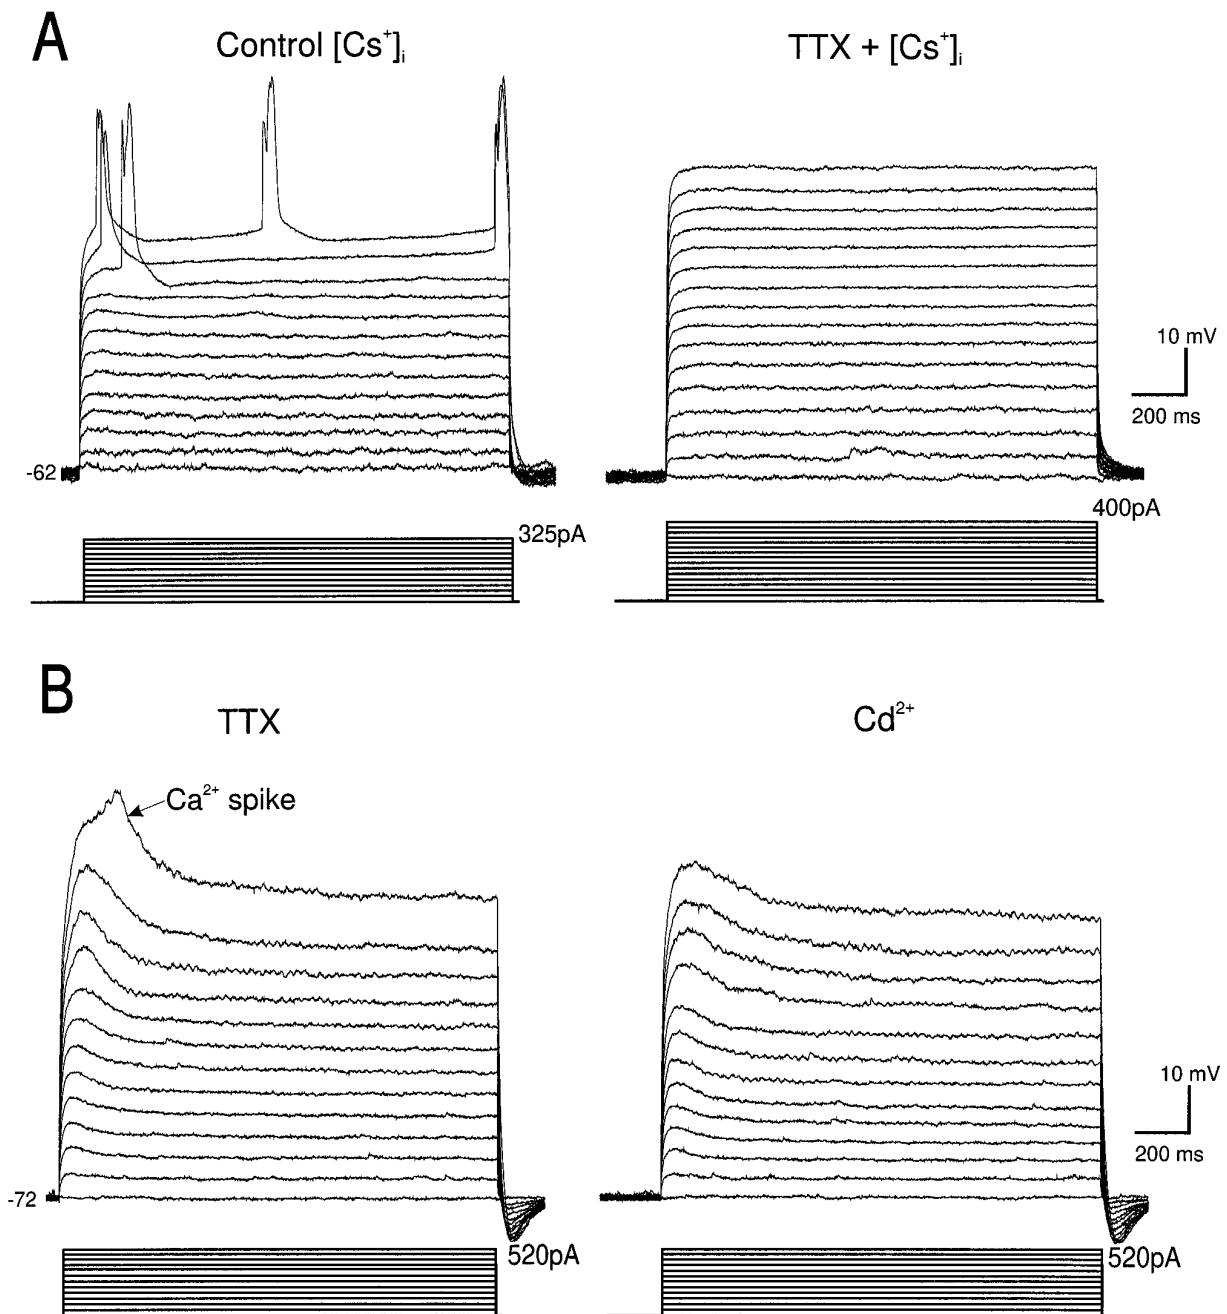 A
Control [Cs⁺]ᵢ
TTX + [Cs⁺]ᵢ
10 mV
200 ms
-62
400pA
325pA
B
TTX
Cd²⁺
Ca²⁺ spike
10 mV
200 ms
-72
520pA
520pA